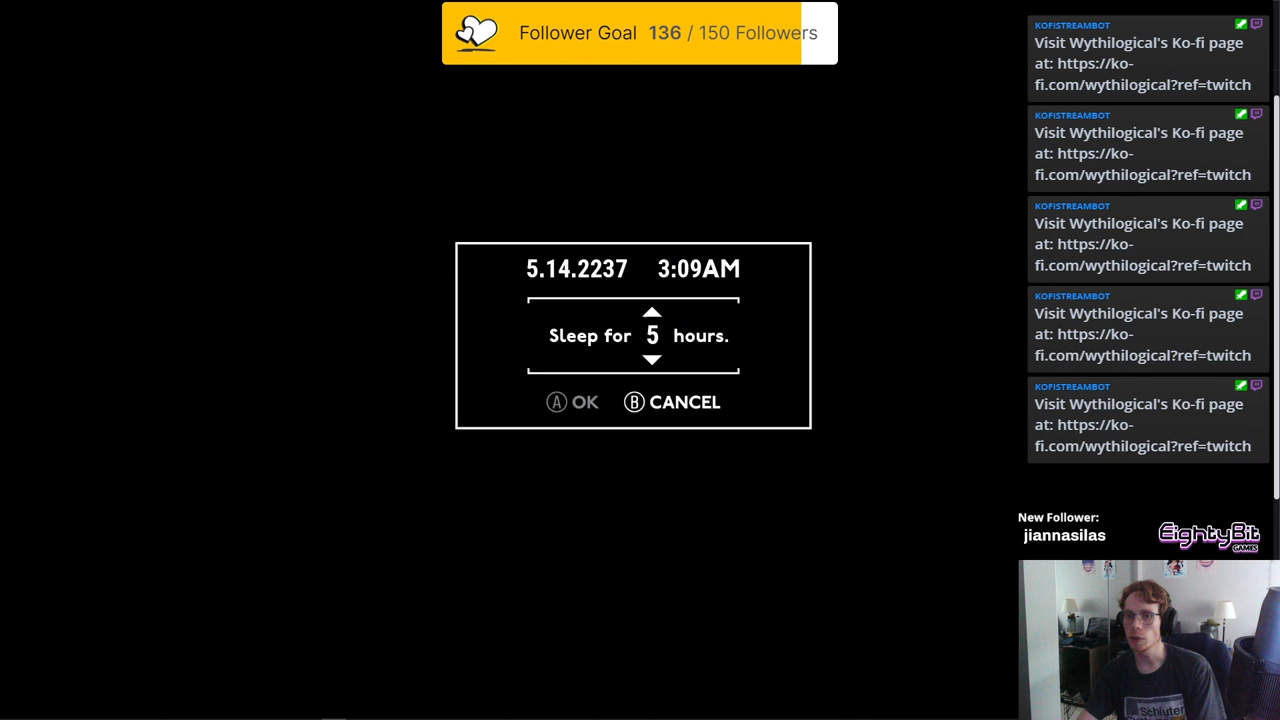 Follower Goal 136 / 150 Followers
5.14.2237 3:09AM
Sleep for 5 hours.
A OK B CANCEL
KOFISTREAMBOT
Visit Wythilogical's Ko-fi page
at: https://ko-
fi.com/wythilogical?ref=twitch
KOFISTREAMBOT
Visit Wythilogical's Ko-fi page
at: https://ko-
fi.com/wythilogical?ref=twitch
KOFISTREAMBOT
Visit Wythilogical's Ko-fi page
at: https://ko-
fi.com/wythilogical?ref=twitch
KOFISTREAMBOT
Visit Wythilogical's Ko-fi page
at: https://ko-
fi.com/wythilogical?ref=twitch
KOFISTREAMBOT
Visit Wythilogical's Ko-fi page
at: https://ko-
fi.com/wythilogical?ref=twitch
New Follower:
jiannasilas
EightyBit
GAMES
Schluter